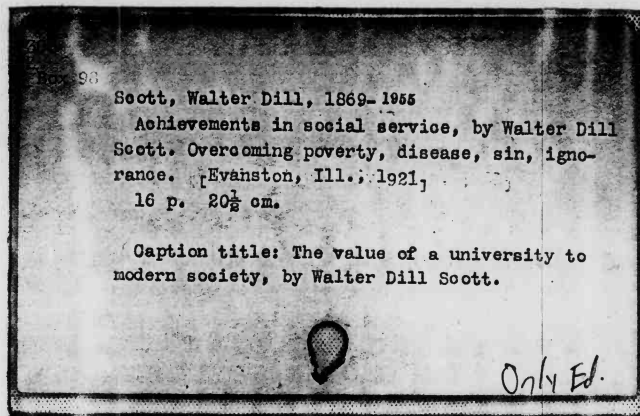 Box 98
Scott, Walter Dill, 1869-1955
Achievements in social service, by Walter Dill
Scott. Overcoming poverty, disease, sin, igno-
rance. [Evanston, Ill., 1921]
16 p. 20½ cm.
Caption title: The value of a university to
modern society, by Walter Dill Scott.
Only Ed.